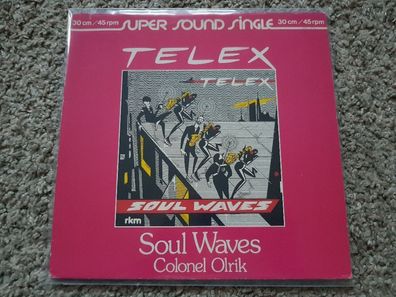 30 cm / 45 rpm SUPER SOUND SINGLE 30 cm / 45 rpm
TELEX
TELEX
SOUL WAVES
rkm
Soul Waves
Colonel Olrik